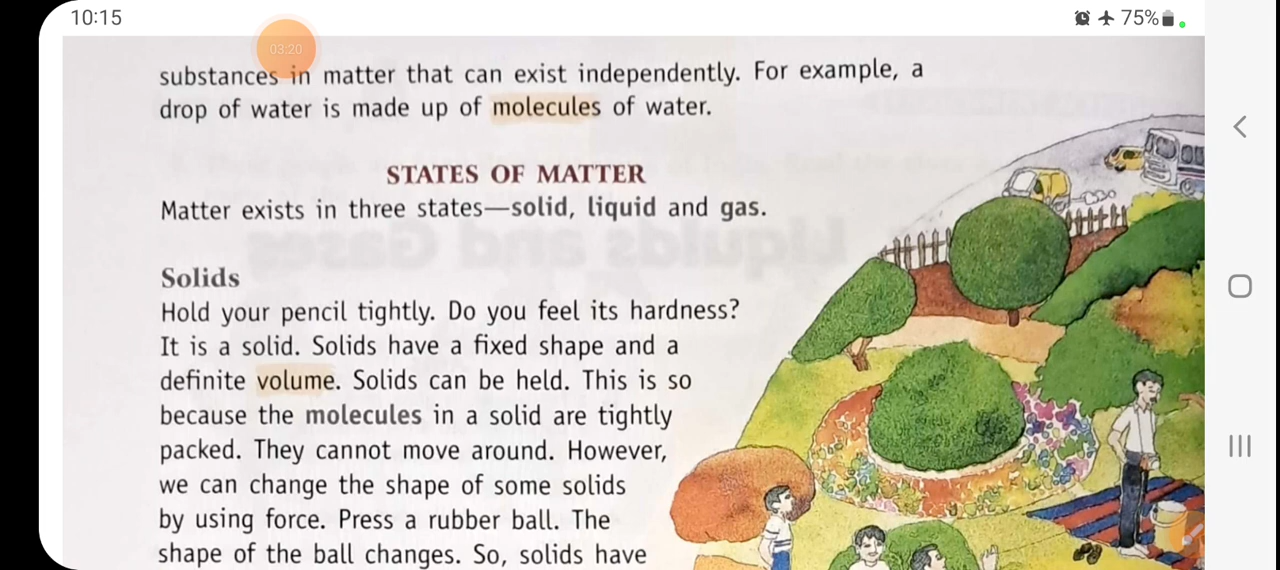 10:15
75%
03:20
substances in matter that can exist independently. For example, a
drop of water is made up of molecules of water.
STATES OF MATTER
Matter exists in three states—solid, liquid and gas.
Liquids and Gases
Solids
Hold your pencil tightly. Do you feel its hardness?
It is a solid. Solids have a fixed shape and a
definite volume. Solids can be held. This is so
because the molecules in a solid are tightly
packed. They cannot move around. However,
we can change the shape of some solids
by using force. Press a rubber ball. The
shape of the ball changes. So, solids have